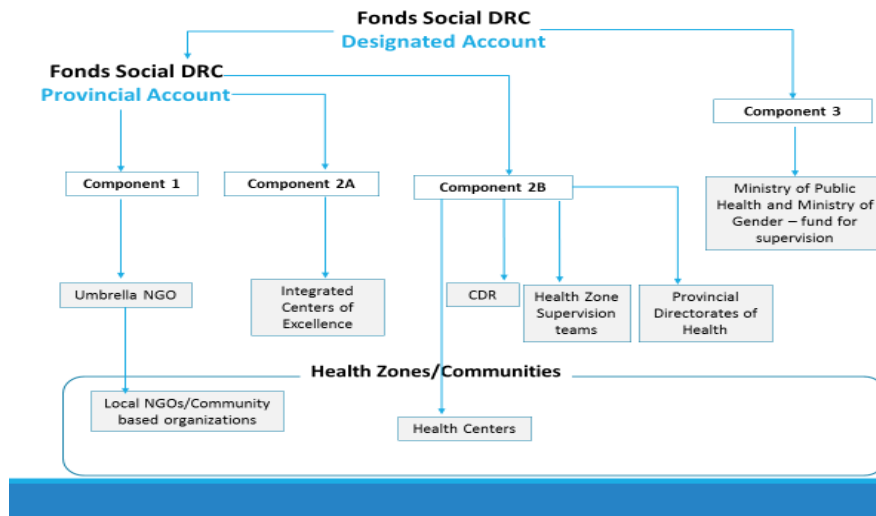 Fonds Social DRC
Designated Account
Fonds Social DRC
Provincial Account
Component 3
Component 1
Component 2A
Component 2B
Ministry of Public
Health and Ministry of
Gender – fund for
supervision
Umbrella NGO
Integrated
Centers of
Excellence
CDR
Health Zone
Supervision
teams
Provincial
Directorates of
Health
Health Zones/Communities
Local NGOs/Community
based organizations
Health Centers